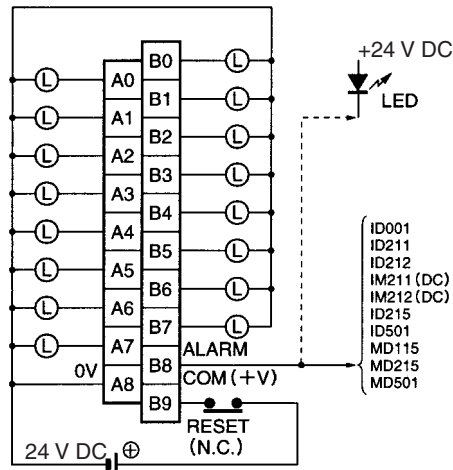 +24 V DC
LED
B0
L
L
A0
B1
L
L
A1
B2
L
L
A2
B3
L
L
A3
B4
L
L
A4
B5
L
L
A5
B6
L
L
A6
B7
L
L
A7
ALARM
0V
B8
COM (+V)
A8
B9
RESET
(N.C.)
24 V DC ⊕
ID001
ID211
ID212
IM211 (DC)
IM212 (DC)
ID215
ID501
MD115
MD215
MD501